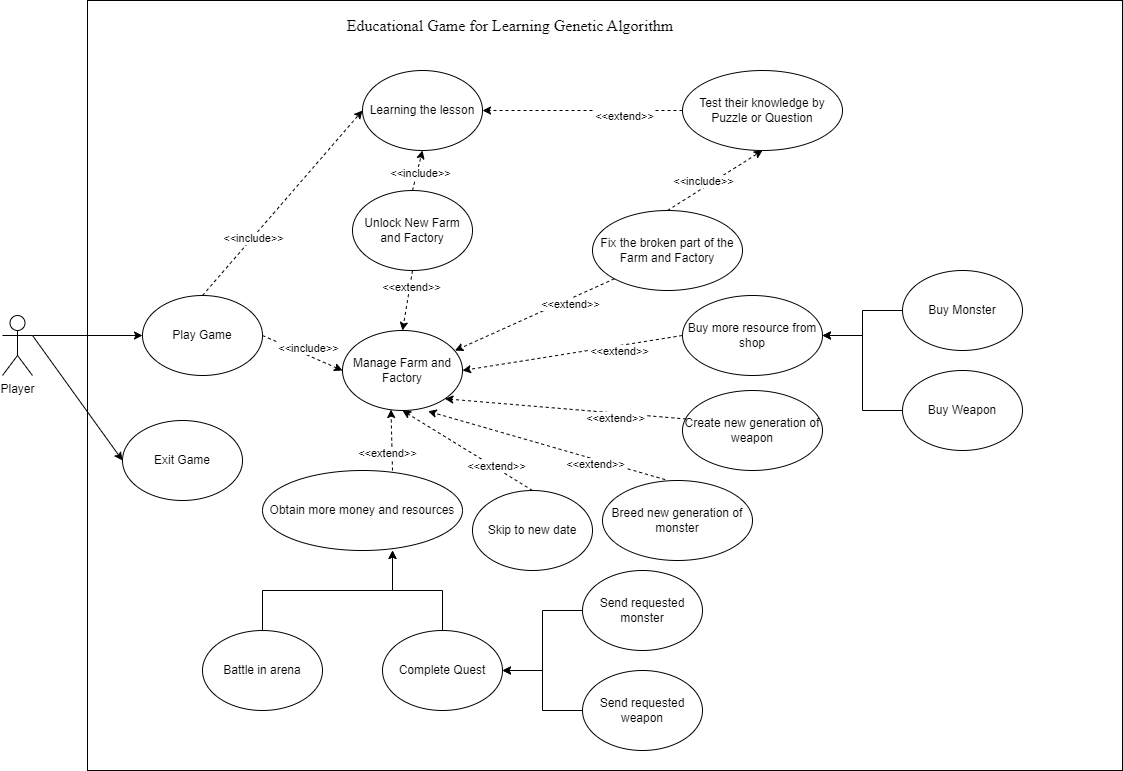 Educational Game for Learning Genetic Algorithm
Learning the lesson
<<extend>>
Test their knowledge by
Puzzle or Question
<<include>>
<<include>>
Unlock New Farm
and Factory
<<include>>
Fix the broken part of the
Farm and Factory
<<extend>>
<<extend>>
Play Game
<<include>>
Manage Farm and
Factory
<<extend>>
Buy more resource from
shop
Buy Monster
Buy Weapon
Player
Exit Game
<<extend>>
Create new generation of
weapon
<<extend>>
<<extend>>
<<extend>>
Obtain more money and resources
Skip to new date
Breed new generation of
monster
Battle in arena
Complete Quest
Send requested
monster
Send requested
weapon